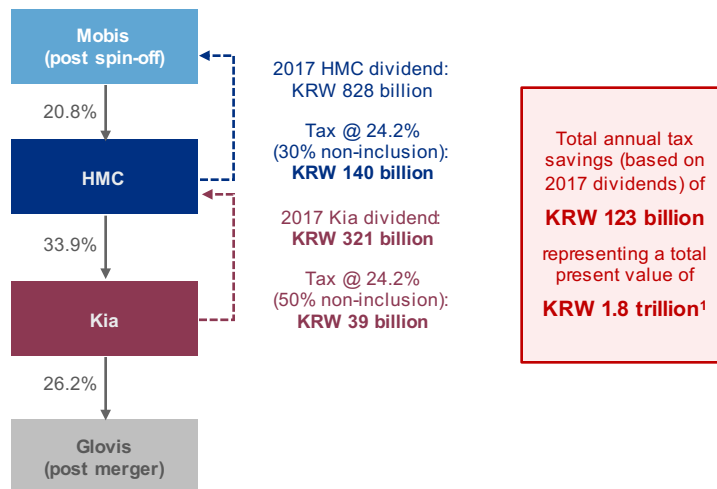 Mobis
(post spin-off)
20.8%
HMC
33.9%
Kia
26.2%
Glovis
(post merger)
2017 HMC dividend:
KRW 828 billion
Tax @ 24.2%
(30% non-inclusion):
KRW 140 billion
2017 Kia dividend:
KRW 321 billion
Tax @ 24.2%
(50% non-inclusion):
KRW 39 billion
Total annual tax
savings (based on
2017 dividends) of
KRW 123 billion
representing a total
present value of
KRW 1.8 trillion¹